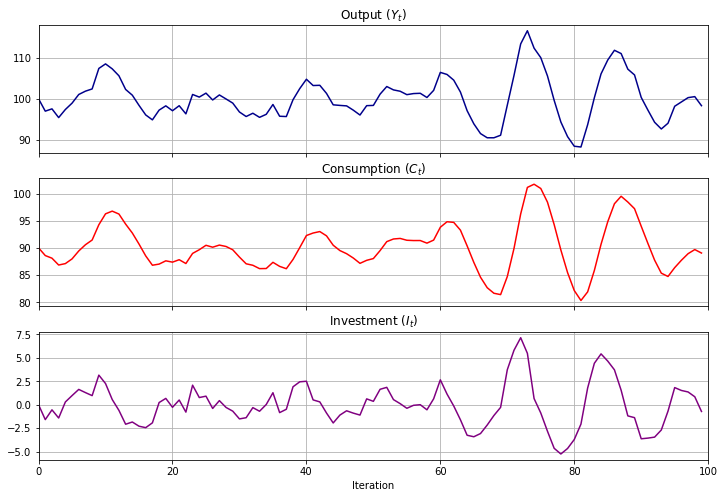 Output (Y_t)
110
100
90
Consumption (C_t)
100
95
90
85
80
Investment (I_t)
7.5
5.0
2.5
0.0
−2.5
−5.0
0 20 40 60 80 100
Iteration